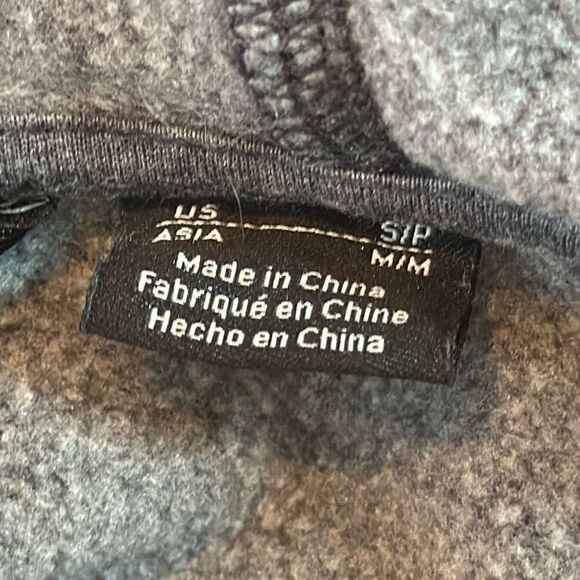 US S/P
ASIA M/M
Made in China
Fabriqué en Chine
Hecho en China